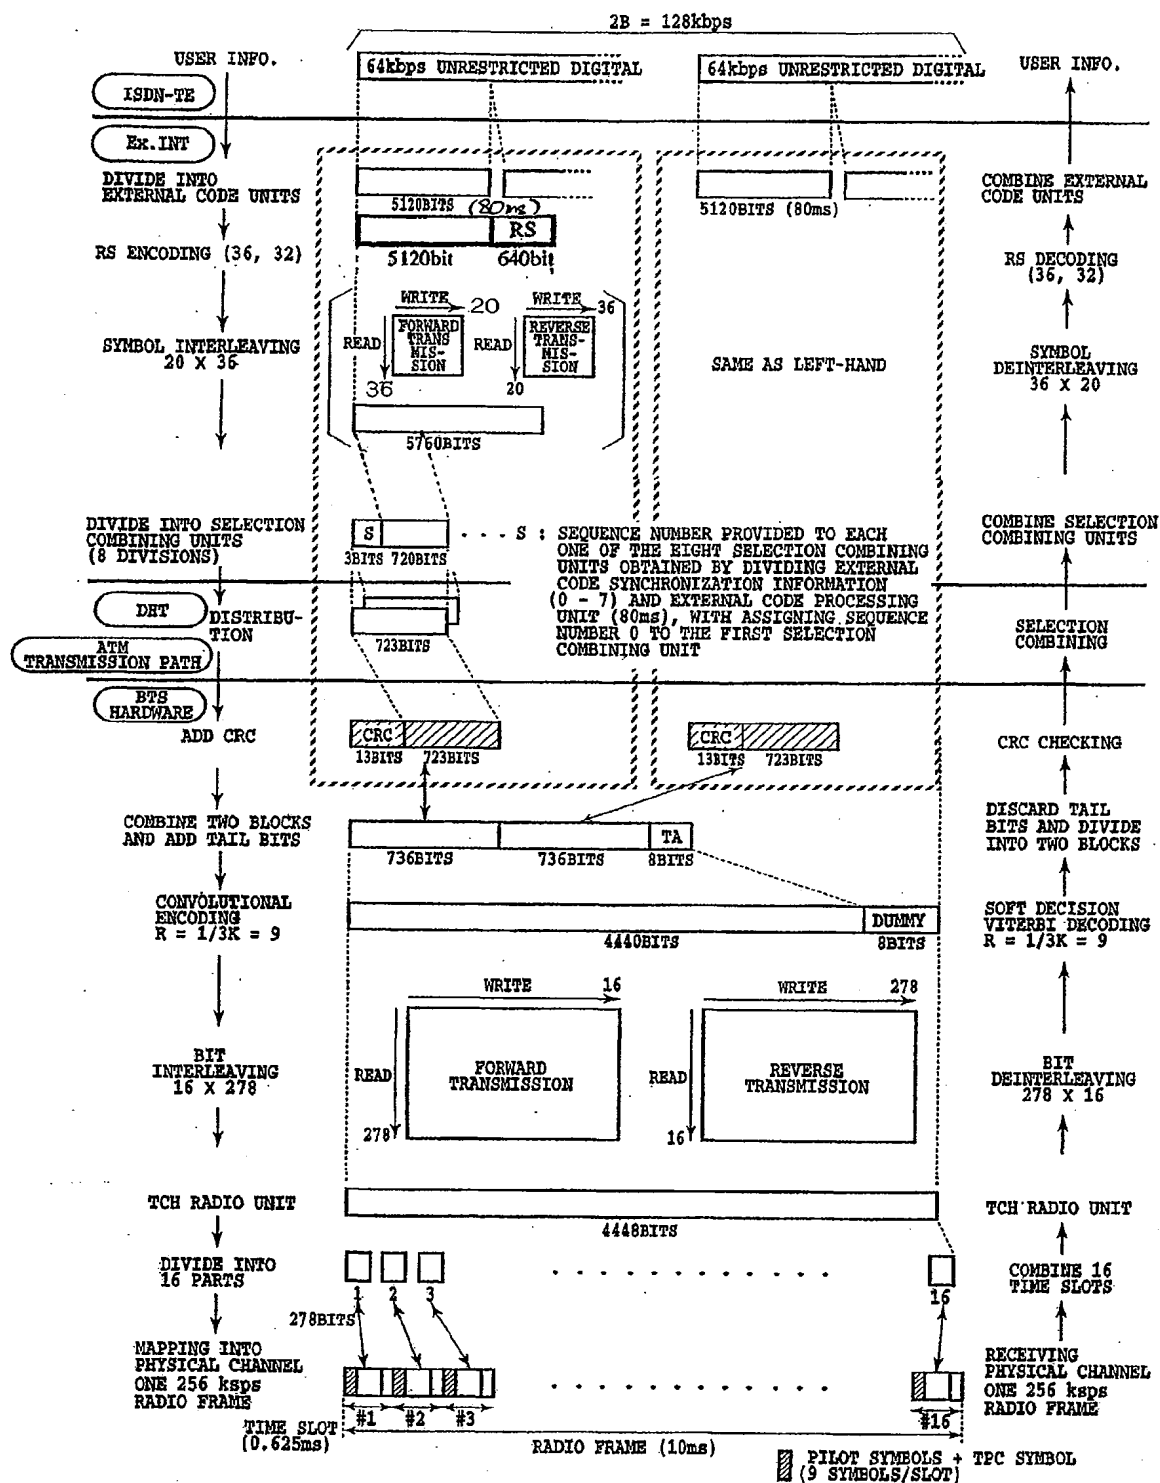 2B = 128kbps
USER INFO.
64kbps UNRESTRICTED DIGITAL
64kbps UNRESTRICTED DIGITAL
USER INFO.
ISDN-TE
Ex.INT
DIVIDE INTO
EXTERNAL CODE UNITS
5120BITS (80ms)
5120BITS (80ms)
COMBINE EXTERNAL
CODE UNITS
RS ENCODING (36, 32)
RS
5120bit
640bit
RS DECODING
(36, 32)
SYMBOL INTERLEAVING
20 X 36
WRITE
20
READ
FORWARD
TRANS
MIS-
SION
36
WRITE
36
READ
REVERSE
TRANS-
MIS-
SION
20
5760BITS
SAME AS LEFT-HAND
SYMBOL
DEINTERLEAVING
36 X 20
DIVIDE INTO SELECTION
COMBINING UNITS
(8 DIVISIONS)
S
3BITS
720BITS
S : SEQUENCE NUMBER PROVIDED TO EACH
ONE OF THE EIGHT SELECTION COMBINING
UNITS OBTAINED BY DIVIDING EXTERNAL
CODE SYNCHRONIZATION INFORMATION
(0 - 7) AND EXTERNAL CODE PROCESSING
UNIT (80ms), WITH ASSIGNING SEQUENCE
NUMBER 0 TO THE FIRST SELECTION
COMBINING UNIT
COMBINE SELECTION
COMBINING UNITS
DHT
DISTRIBU-
TION
723BITS
SELECTION
COMBINING
ATM
TRANSMISSION PATH
BTS
HARDWARE
ADD CRC
CRC
13BITS
723BITS
CRC
13BITS
723BITS
CRC CHECKING
COMBINE TWO BLOCKS
AND ADD TAIL BITS
TA
736BITS
736BITS
8BITS
DISCARD TAIL
BITS AND DIVIDE
INTO TWO BLOCKS
CONVOLUTIONAL
ENCODING
R = 1/3K = 9
DUMMY
4440BITS
8BITS
SOFT DECISION
VITERBI DECODING
R = 1/3K = 9
BIT
INTERLEAVING
16 X 278
WRITE
16
READ
FORWARD
TRANSMISSION
278
WRITE
278
READ
REVERSE
TRANSMISSION
16
BIT
DEINTERLEAVING
278 X 16
TCH RADIO UNIT
4448BITS
TCH RADIO UNIT
DIVIDE INTO
16 PARTS
1
2
3
16
278BITS
COMBINE 16
TIME SLOTS
MAPPING INTO
PHYSICAL CHANNEL
ONE 256 ksps
RADIO FRAME
#1
#2
#3
#16
RECEIVING
PHYSICAL CHANNEL
ONE 256 ksps
RADIO FRAME
TIME SLOT
(0.625ms)
RADIO FRAME (10ms)
PILOT SYMBOLS + TPC SYMBOL
(9 SYMBOLS/SLOT)